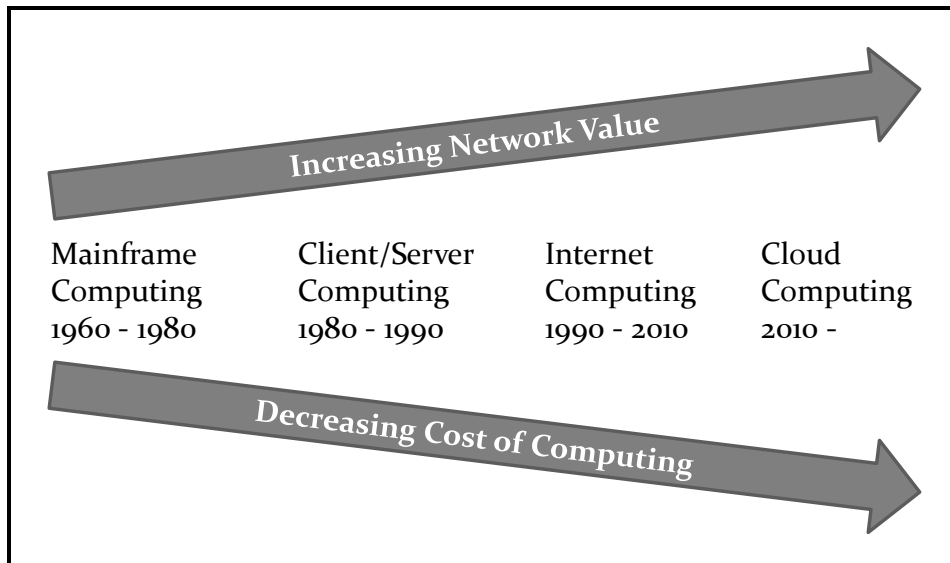 Increasing Network Value
Mainframe
Computing
1960 - 1980
Client/Server
Computing
1980 - 1990
Internet
Computing
1990 - 2010
Cloud
Computing
2010 -
Decreasing Cost of Computing